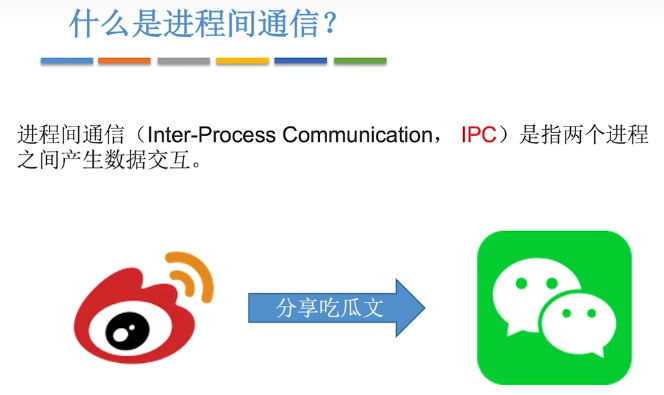 什么是进程间通信？
进程间通信（Inter-Process Communication， IPC）是指两个进程
之间产生数据交互。
分享吃瓜文